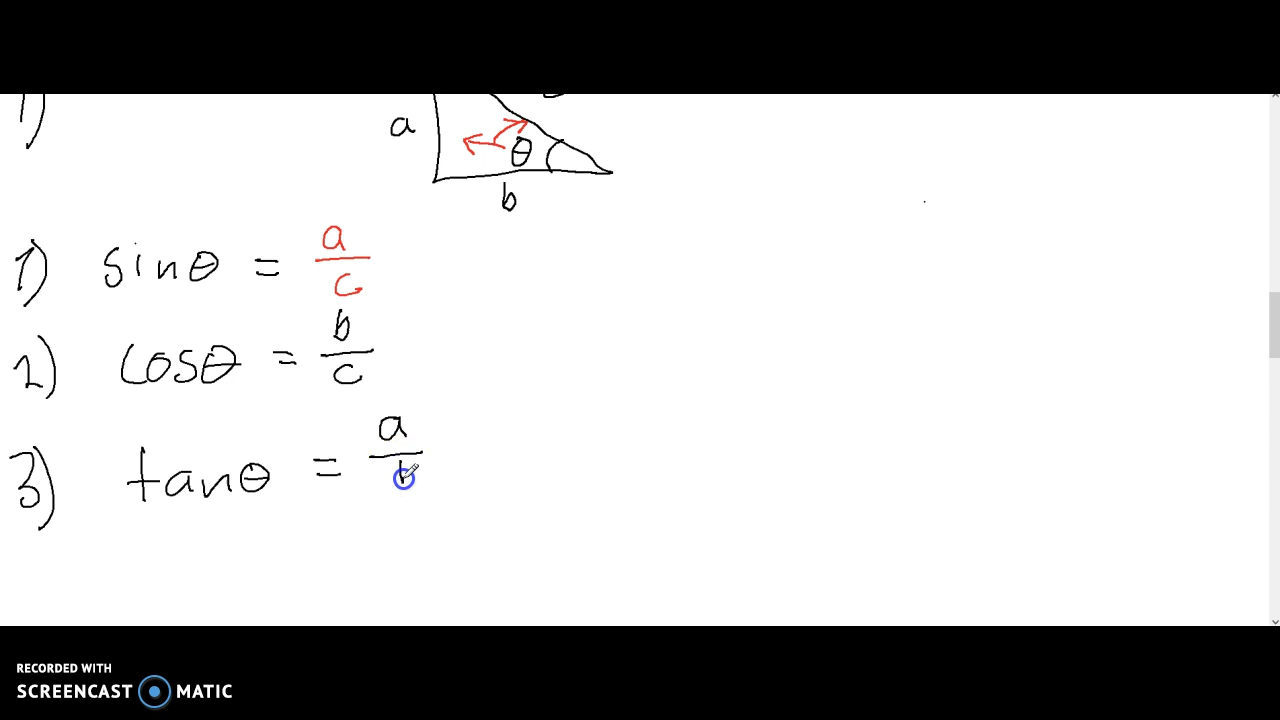 1)
a
θ
b
1) sinθ = a/c
2) cosθ = b/c
3) tanθ = a/b
RECORDED WITH
SCREENCAST MATIC